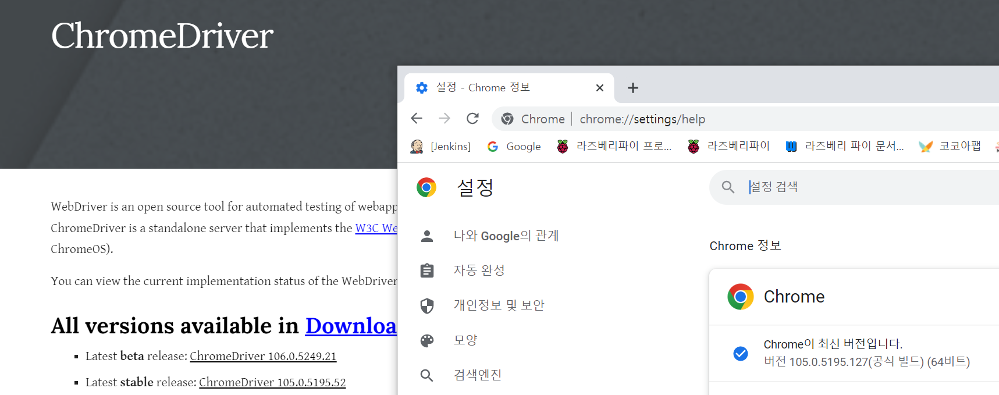 ChromeDriver
WebDriver is an open source tool for automated testing of webapp
ChromeDriver is a standalone server that implements the W3C We
ChromeOS).
You can view the current implementation status of the WebDriver
All versions available in Downloa
Latest beta release: ChromeDriver 106.0.5249.21
Latest stable release: ChromeDriver 105.0.5195.52
설정 - Chrome 정보
Chrome | chrome://settings/help
[Jenkins] Google 라즈베리파이 프로... 라즈베리파이 라즈베리 파이 문서... 코코아팹
설정
설정 검색
나와 Google의 관계
자동 완성
개인정보 및 보안
모양
검색엔진
Chrome 정보
Chrome
Chrome이 최신 버전입니다.
버전 105.0.5195.127(공식 빌드) (64비트)